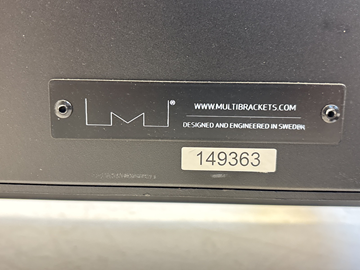 ®
WWW.MULTIBRACKETS.COM
DESIGNED AND ENGINEERED IN SWEDEN
149363